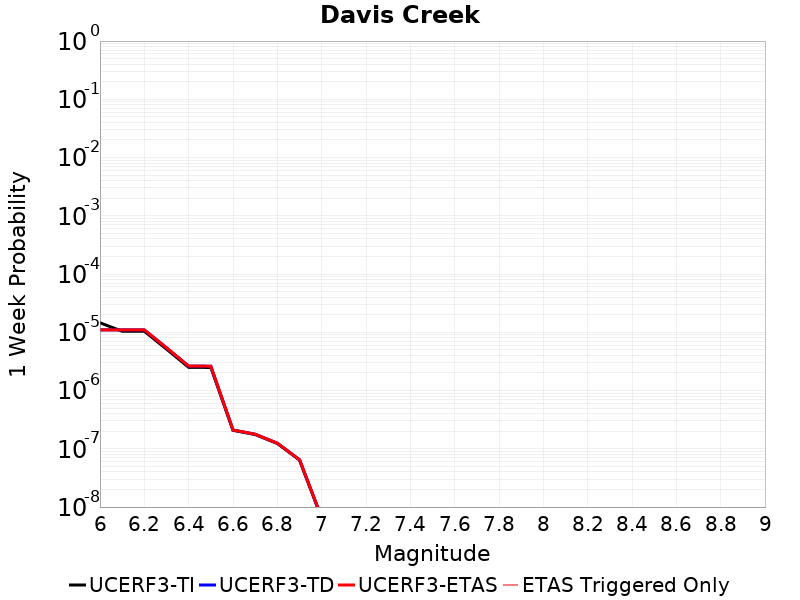 Davis Creek
1 Week Probability
10^0
10^-1
10^-2
10^-3
10^-4
10^-5
10^-6
10^-7
10^-8
6 6.2 6.4 6.6 6.8 7 7.2 7.4 7.6 7.8 8 8.2 8.4 8.6 8.8 9
Magnitude
UCERF3-TI UCERF3-TD UCERF3-ETAS ETAS Triggered Only